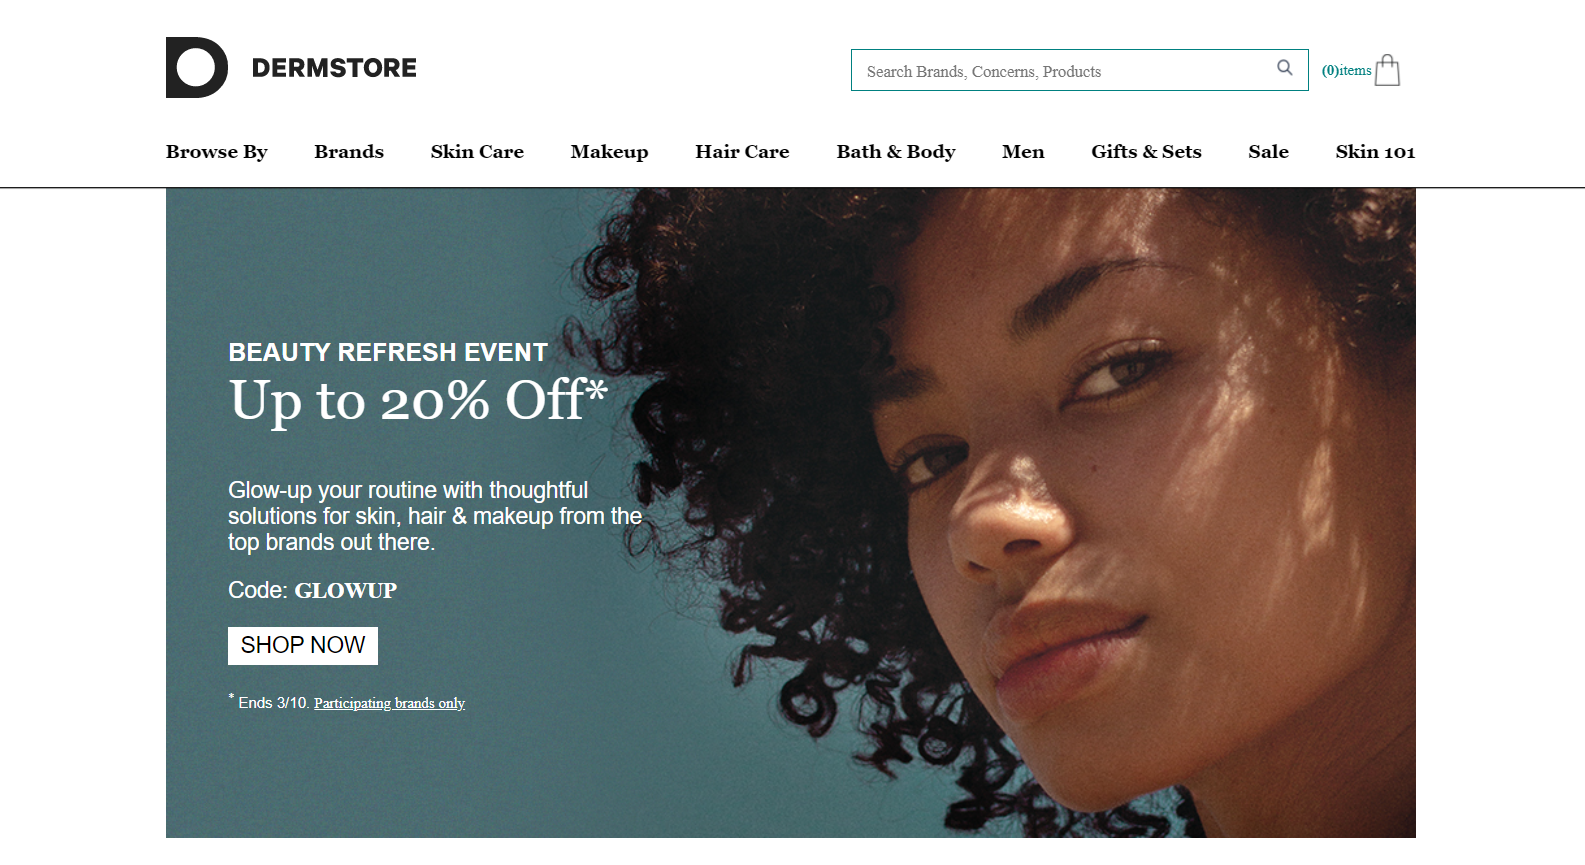 DERMSTORE
Search Brands, Concerns, Products
(0)items
Browse By
Brands
Skin Care
Makeup
Hair Care
Bath & Body
Men
Gifts & Sets
Sale
Skin 101
BEAUTY REFRESH EVENT
Up to 20% Off*
Glow-up your routine with thoughtful
solutions for skin, hair & makeup from the
top brands out there.
Code: GLOWUP
SHOP NOW
* Ends 3/10. Participating brands only